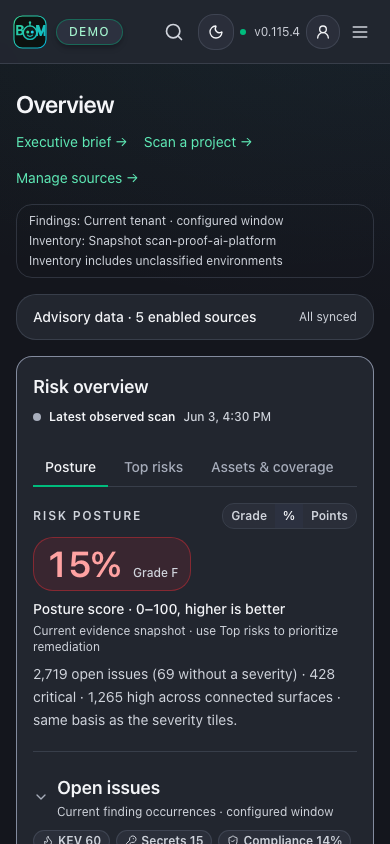 BOM
DEMO
v0.115.4
Overview
Executive brief →
Scan a project →
Manage sources →
Findings: Current tenant · configured window
Inventory: Snapshot scan-proof-ai-platform
Inventory includes unclassified environments
Advisory data · 5 enabled sources
All synced
Risk overview
Latest observed scan Jun 3, 4:30 PM
Posture
Top risks
Assets & coverage
RISK POSTURE
Grade
%
Points
15%
Grade F
Posture score · 0–100, higher is better
Current evidence snapshot · use Top risks to prioritize
remediation
2,719 open issues (69 without a severity) · 428
critical · 1,265 high across connected surfaces ·
same basis as the severity tiles.
Open issues
Current finding occurrences · configured window
KEV 60
Secrets 15
Compliance 14%